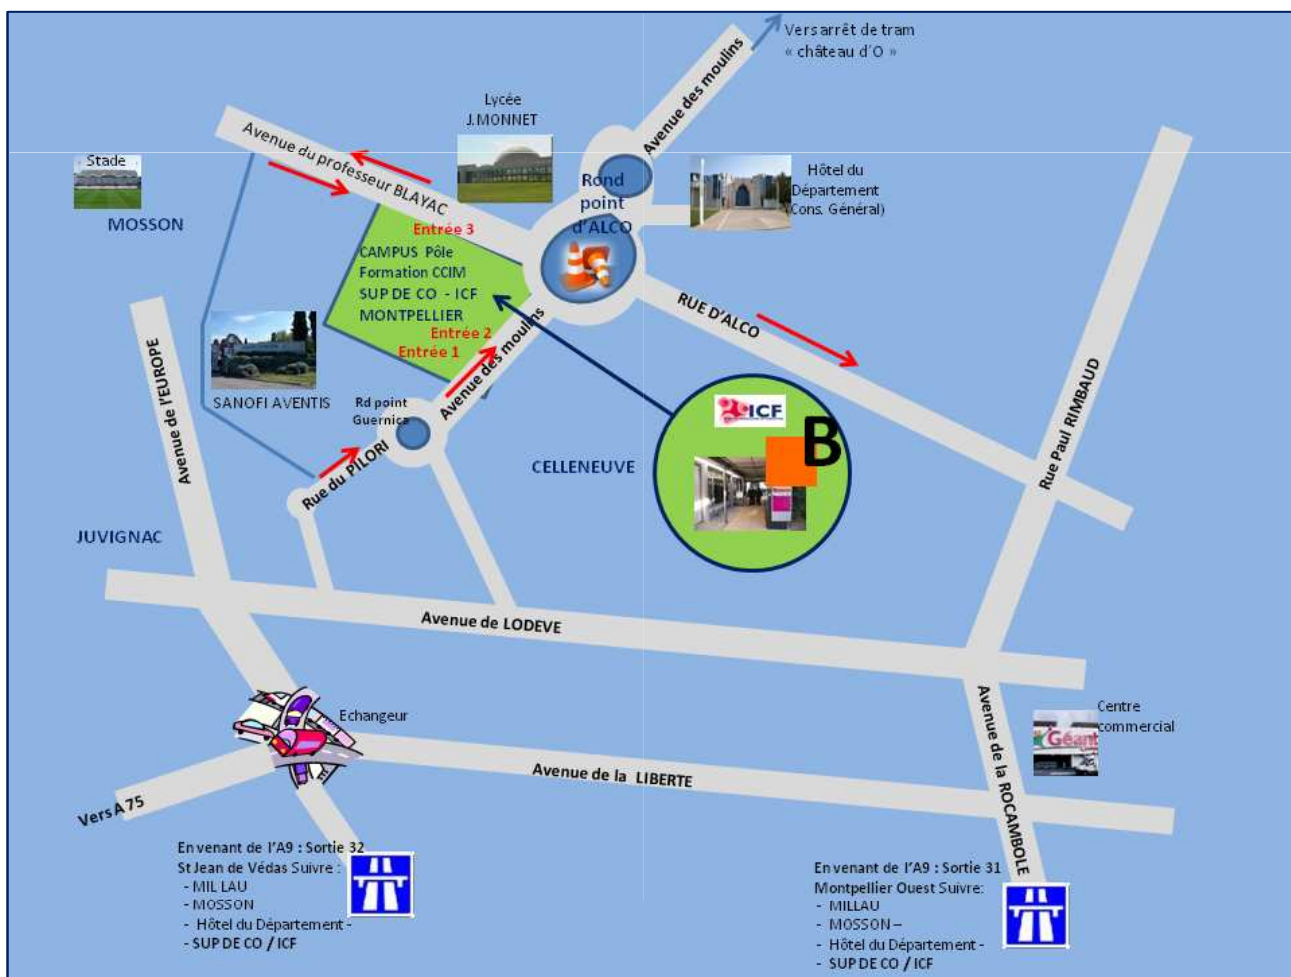 Vers arrêt de tram
« château d'O »
Avenue des moulins
Lycée
J.MONNET
Avenue du professeur BLAYAC
Stade
MOSSON
Rond
point
d'ALCO
Hôtel du
Département
(Cons. Général)
Entrée 3
CAMPUS Pôle
Formation CCIM
SUP DE CO - ICF
MONTPELLIER
Entrée 2
Entrée 1
Avenue des moulins
RUE D'ALCO
Rue Paul RIMBAUD
Avenue de l'EUROPE
SANOFI AVENTIS
Rd point
Guernica
Rue du PILORI
CELLENEUVE
ICF
B
JUVIGNAC
Avenue de LODEVE
Echangeur
Avenue de la LIBERTE
Avenue de la ROCAMBOLE
Centre
commercial
Géant
Vers A 75
En venant de l'A9 : Sortie 32
St Jean de Védas Suivre :
- MILLAU
- MOSSON
- Hôtel du Département -
- SUP DE CO / ICF
En venant de l'A9 : Sortie 31
Montpellier Ouest Suivre:
- MILLAU
- MOSSON –
- Hôtel du Département -
- SUP DE CO / ICF